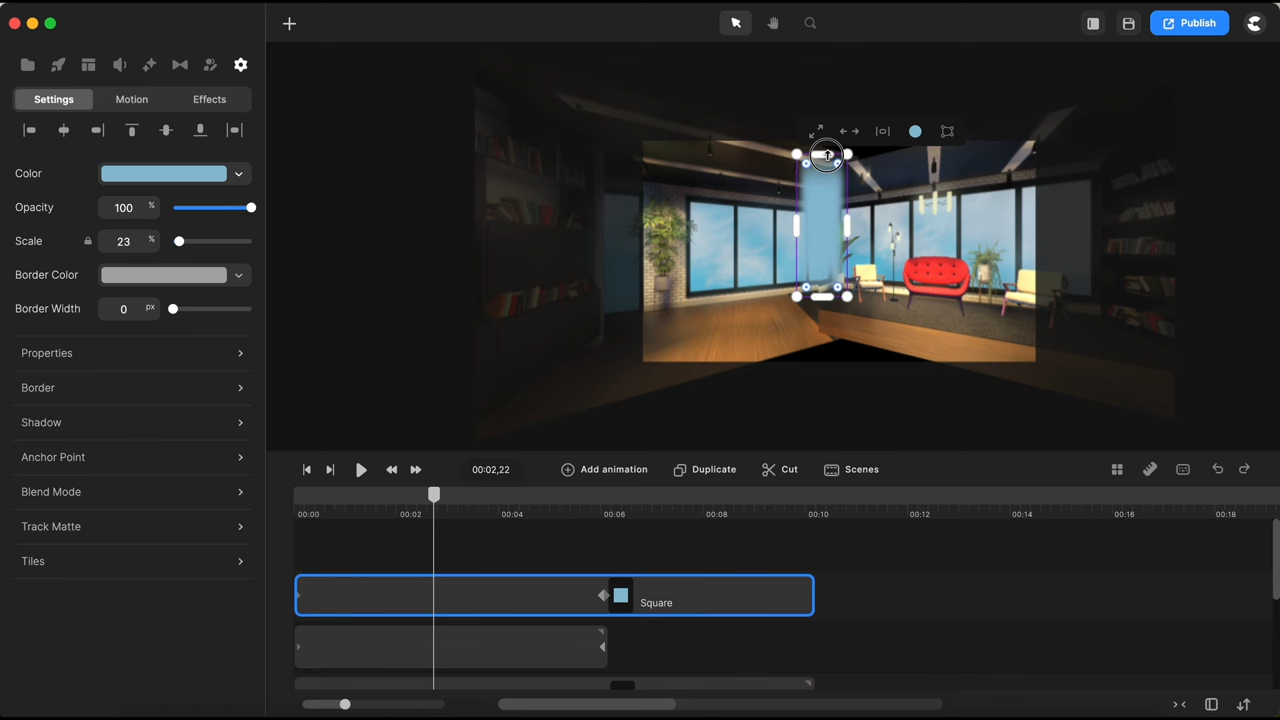 Publish
Settings Motion Effects
Color
Opacity 100 %
Scale 23 %
Border Color
Border Width 0 px
Properties
Border
Shadow
Anchor Point
Blend Mode
Track Matte
Tiles
00:02,22 Add animation Duplicate Cut Scenes
00:00 00:02 00:04 00:06 00:08 00:10 00:12 00:14 00:16 00:18
Square